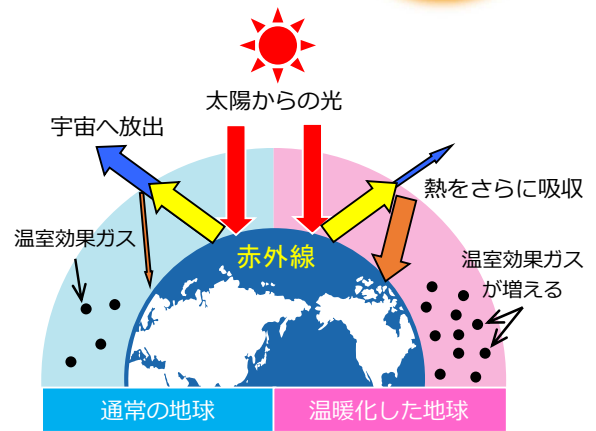 太陽からの光
宇宙へ放出
熱をさらに吸収
温室効果ガス
赤外線
温室効果ガス
が増える
通常の地球
温暖化した地球